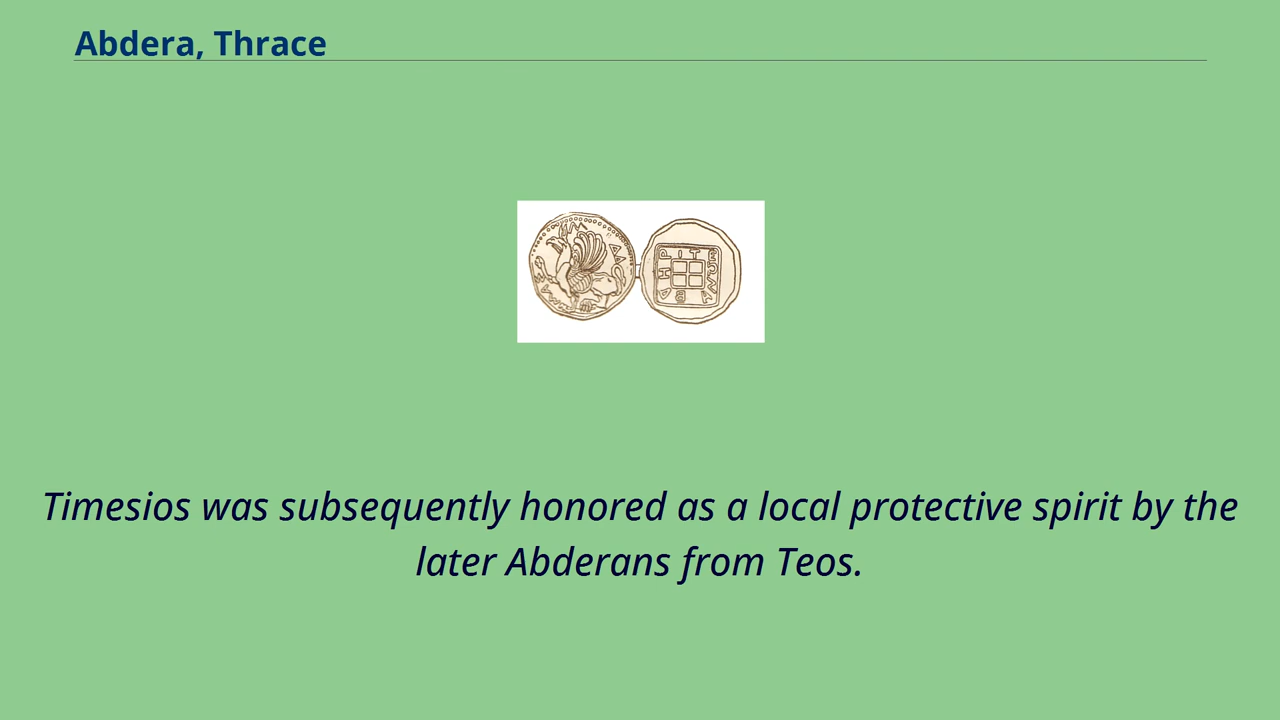 Abdera, Thrace
Timesios was subsequently honored as a local protective spirit by the
later Abderans from Teos.